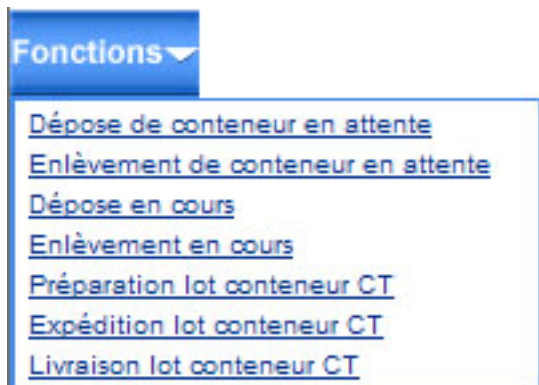 Fonctions
Dépose de conteneur en attente
Enlèvement de conteneur en attente
Dépose en cours
Enlèvement en cours
Préparation lot conteneur CT
Expédition lot conteneur CT
Livraison lot conteneur CT